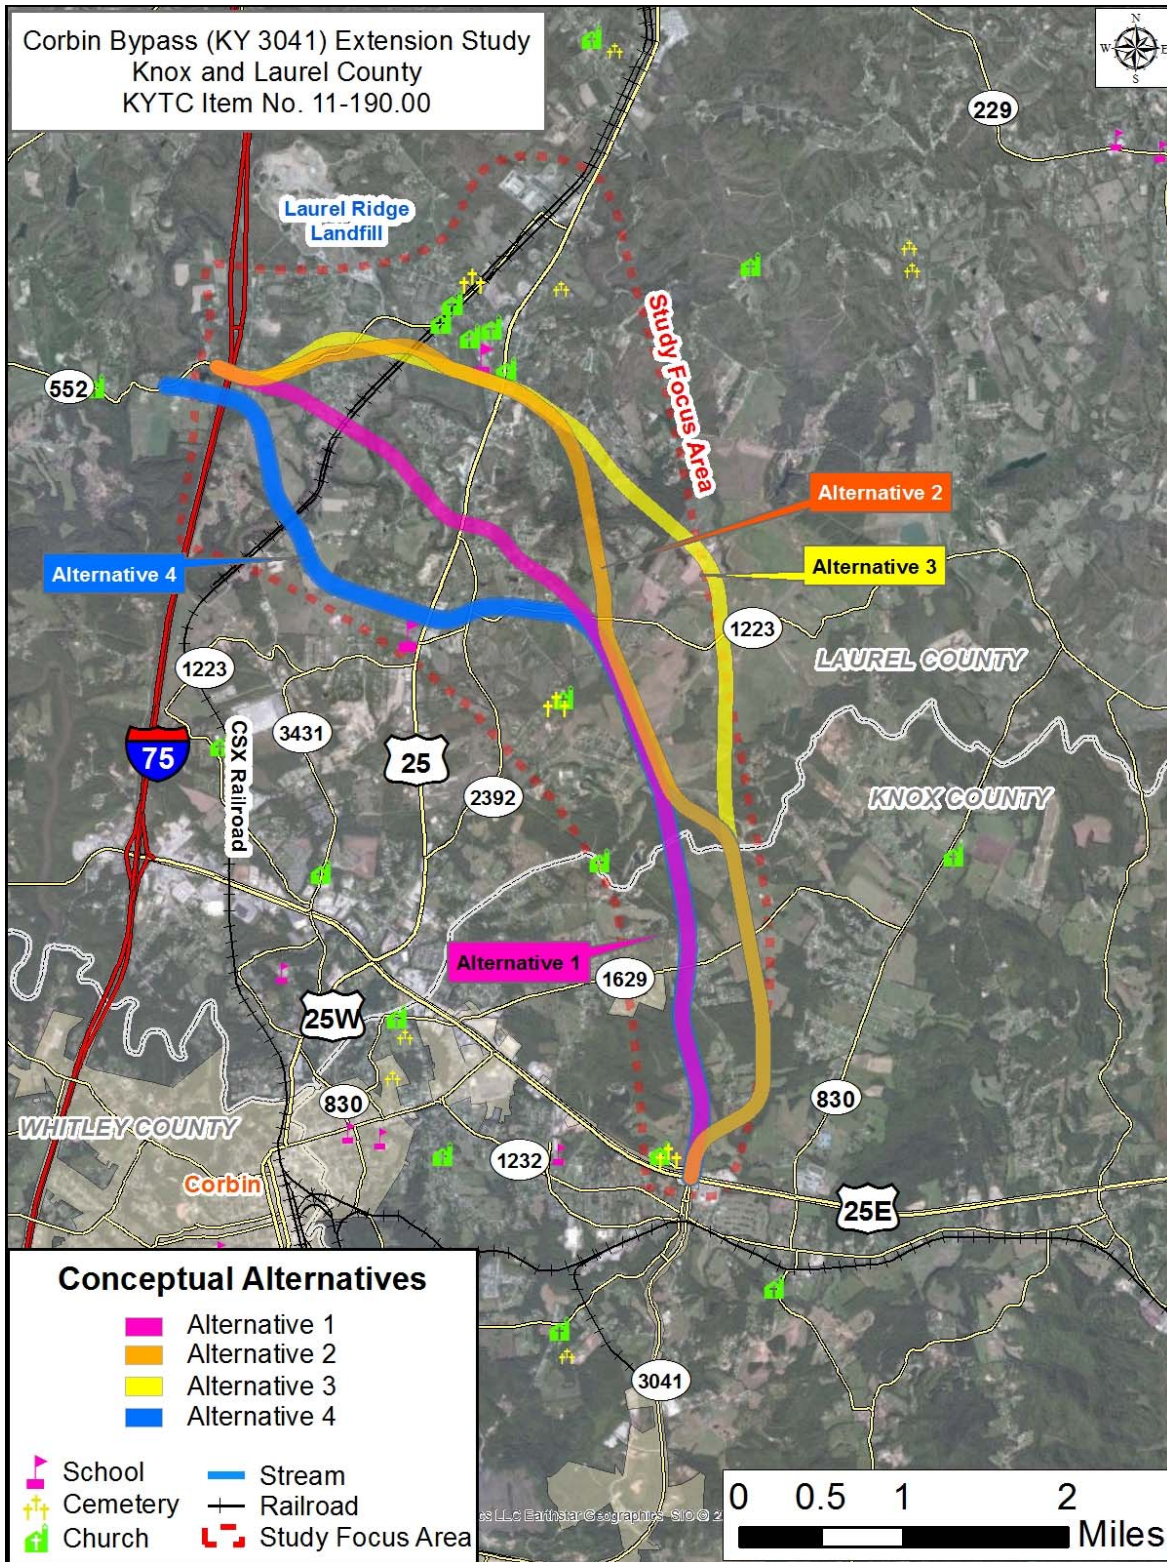 Corbin Bypass (KY 3041) Extension Study
Knox and Laurel County
KYTC Item No. 11-190.00
N
W
E
S
229
Laurel Ridge
Landfill
Study Focus Area
552
Alternative 2
Alternative 3
Alternative 4
1223
1223
LAUREL COUNTY
CSX Railroad
3431
75
25
2392
KNOX COUNTY
Alternative 1
1629
25W
830
830
WHITLEY COUNTY
1232
Corbin
25E
3041
Conceptual Alternatives
Alternative 1
Alternative 2
Alternative 3
Alternative 4
School
Cemetery
Church
Stream
Railroad
Study Focus Area
LLC Earthstar Geographics SIO ©
0 0.5 1 2
Miles